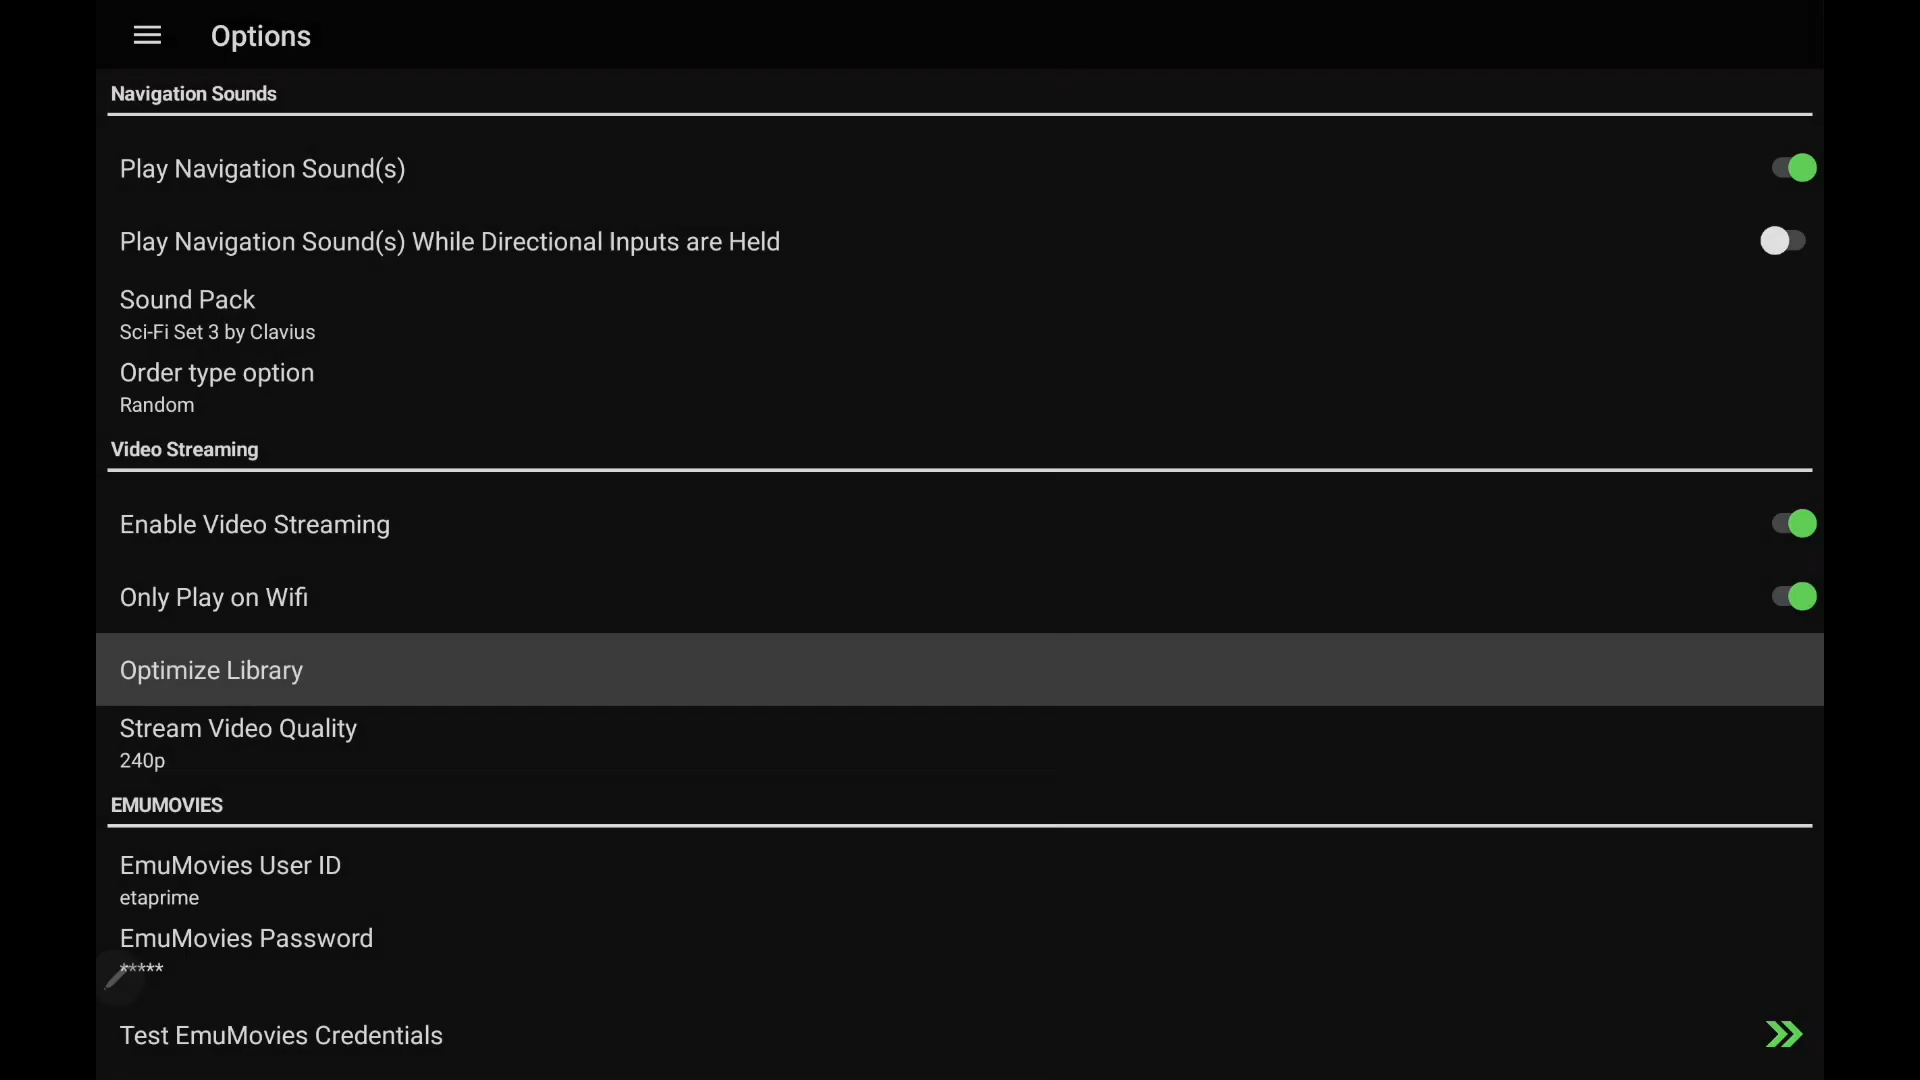 Options
Navigation Sounds
Play Navigation Sound(s)
Play Navigation Sound(s) While Directional Inputs are Held
Sound Pack
Sci-Fi Set 3 by Clavius
Order type option
Random
Video Streaming
Enable Video Streaming
Only Play on Wifi
Optimize Library
Stream Video Quality
240p
EMUMOVIES
EmuMovies User ID
etaprime
EmuMovies Password
*****
Test EmuMovies Credentials